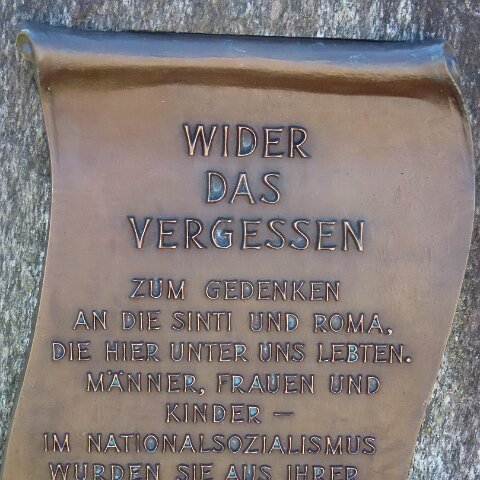 WIDER
DAS
VERGESSEN
ZUM GEDENKEN
AN DIE SINTI UND ROMA,
DIE HIER UNTER UNS LEBTEN.
MÄNNER, FRAUEN UND
KINDER –
IM NATIONALSOZIALISMUS
WURDEN SIE AUS IHRER